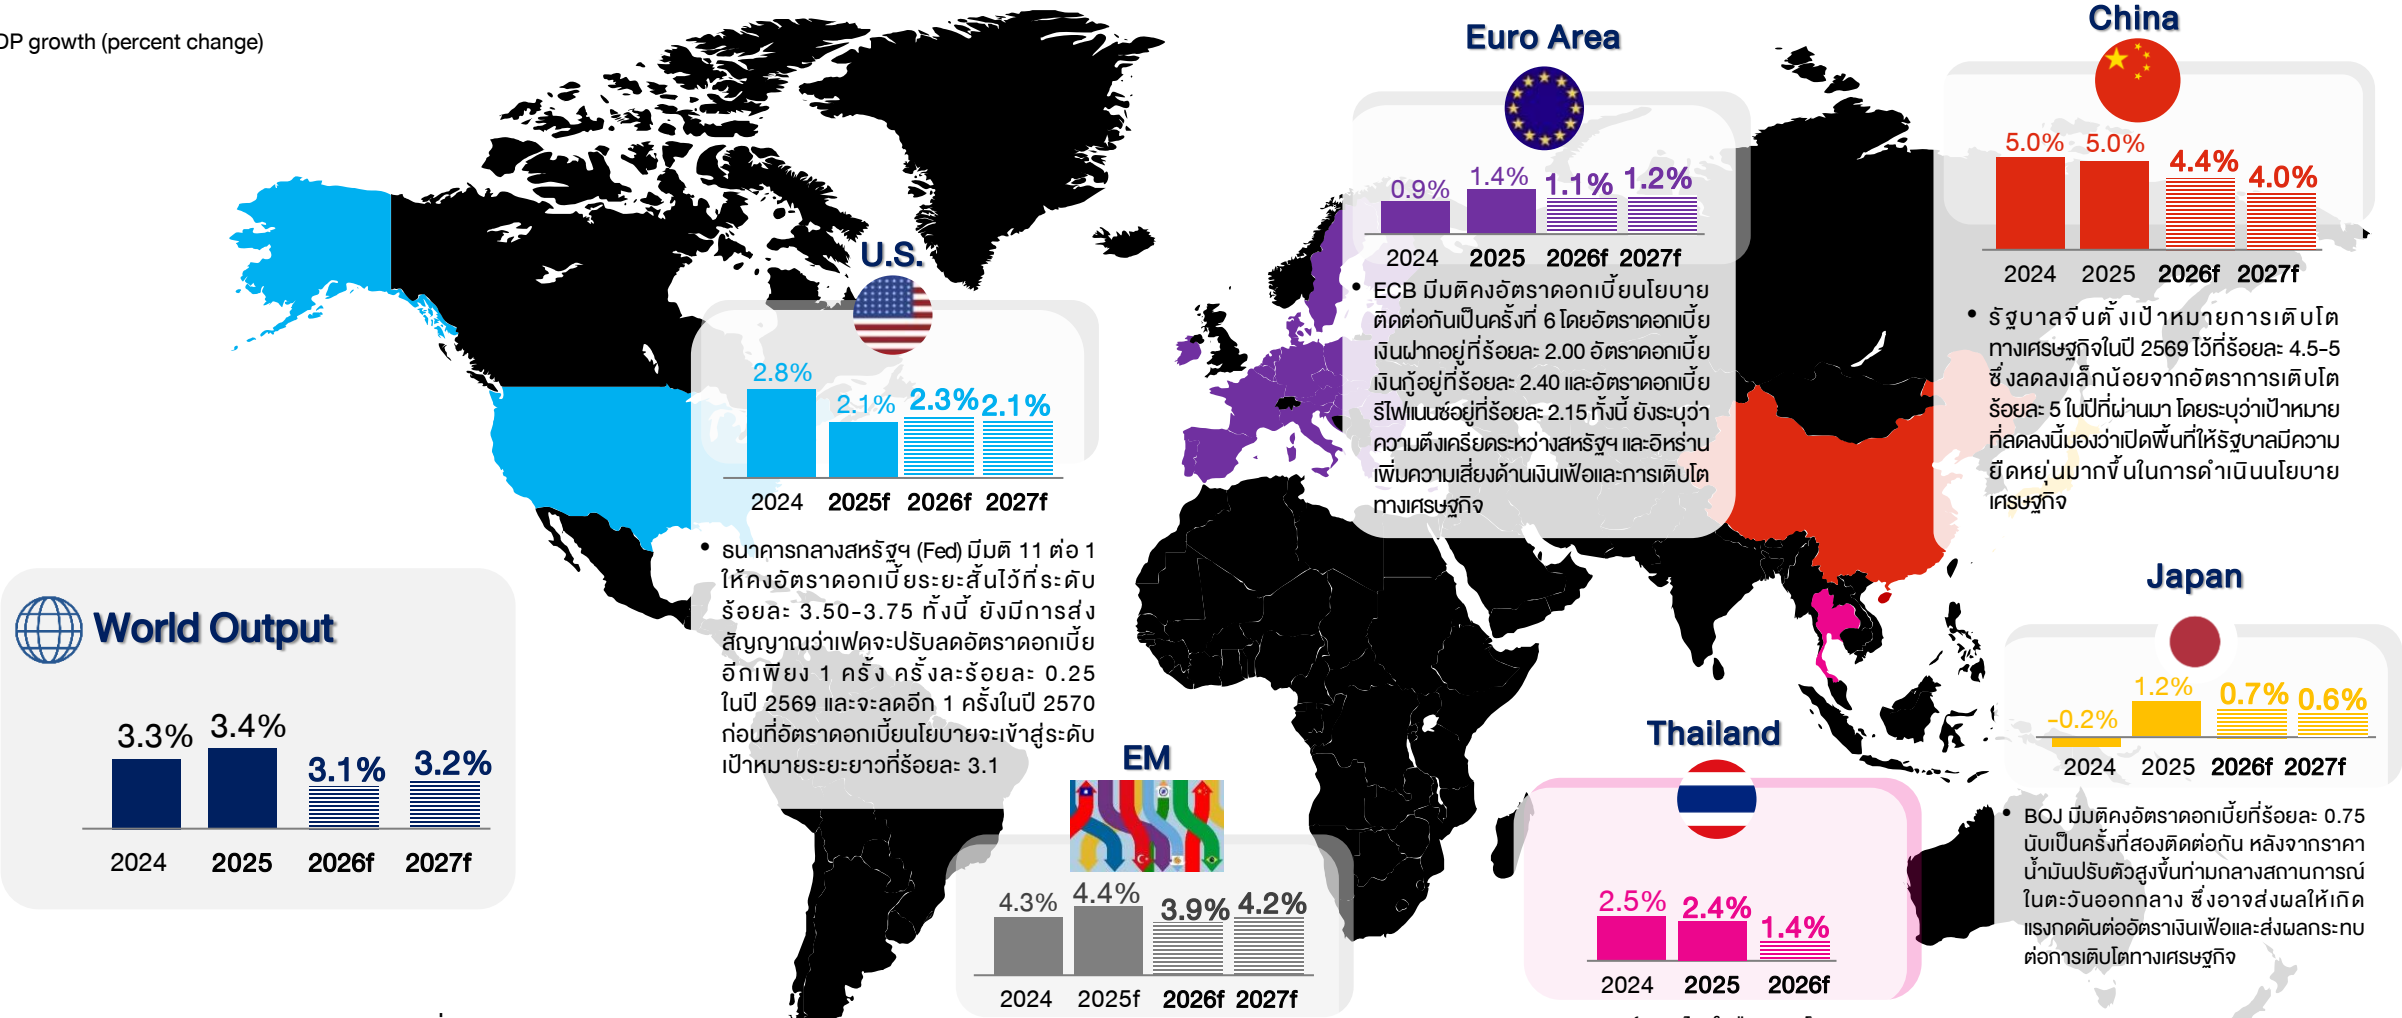 DP growth (percent change)
U.S.
2.8%
2.1%
2.3%
2.1%
2024
2025f
2026f
2027f
• ธนาคารกลางสหรัฐฯ (Fed) มีมติ 11 ต่อ 1
ให้คงอัตราดอกเบี้ยระยะสั้นไว้ที่ระดับ
ร้อยละ 3.50-3.75 ทั้งนี้ ยังมีการส่ง
สัญญาณว่าเฟดจะปรับลดอัตราดอกเบี้ย
อีกเพียง 1 ครั้ง ครั้งละร้อยละ 0.25
ในปี 2569 และจะลดอีก 1 ครั้งในปี 2570
ก่อนที่อัตราดอกเบี้ยนโยบายจะเข้าสู่ระดับ
เป้าหมายระยะยาวที่ร้อยละ 3.1
Euro Area
0.9%
1.4%
1.1%
1.2%
2024
2025
2026f
2027f
• ECB มีมติคงอัตราดอกเบี้ยนโยบาย
ติดต่อกันเป็นครั้งที่ 6 โดยอัตราดอกเบี้ย
เงินฝากอยู่ที่ร้อยละ 2.00 อัตราดอกเบี้ย
เงินกู้อยู่ที่ร้อยละ 2.40 และอัตราดอกเบี้ย
รีไฟแนนซ์อยู่ที่ร้อยละ 2.15 ทั้งนี้ ยังระบุว่า
ความตึงเครียดระหว่างสหรัฐฯ และอิหร่าน
เพิ่มความเสี่ยงด้านเงินเฟ้อและการเติบโต
ทางเศรษฐกิจ
China
5.0%
5.0%
4.4%
4.0%
2024
2025
2026f
2027f
• รัฐบาลจีนตั้งเป้าหมายการเติบโต
ทางเศรษฐกิจในปี 2569 ไว้ที่ร้อยละ 4.5-5
ซึ่งลดลงเล็กน้อยจากอัตราการเติบโต
ร้อยละ 5 ในปีที่ผ่านมา โดยระบุว่าเป้าหมาย
ที่ลดลงนี้มองว่าเปิดพื้นที่ให้รัฐบาลมีความ
ยืดหยุ่นมากขึ้นในการดำเนินนโยบาย
เศรษฐกิจ
World Output
3.3%
3.4%
3.1%
3.2%
2024
2025
2026f
2027f
EM
4.3%
4.4%
3.9%
4.2%
2024
2025f
2026f
2027f
Thailand
2.5%
2.4%
1.4%
2024
2025
2026f
Japan
-0.2%
1.2%
0.7%
0.6%
2024
2025
2026f
2027f
• BOJ มีมติคงอัตราดอกเบี้ยที่ร้อยละ 0.75
นับเป็นครั้งที่สองติดต่อกัน หลังจากราคา
น้ำมันปรับตัวสูงขึ้นท่ามกลางสถานการณ์
ในตะวันออกกลาง ซึ่งอาจส่งผลให้เกิด
แรงกดดันต่ออัตราเงินเฟ้อและส่งผลกระทบ
ต่อการเติบโตทางเศรษฐกิจ